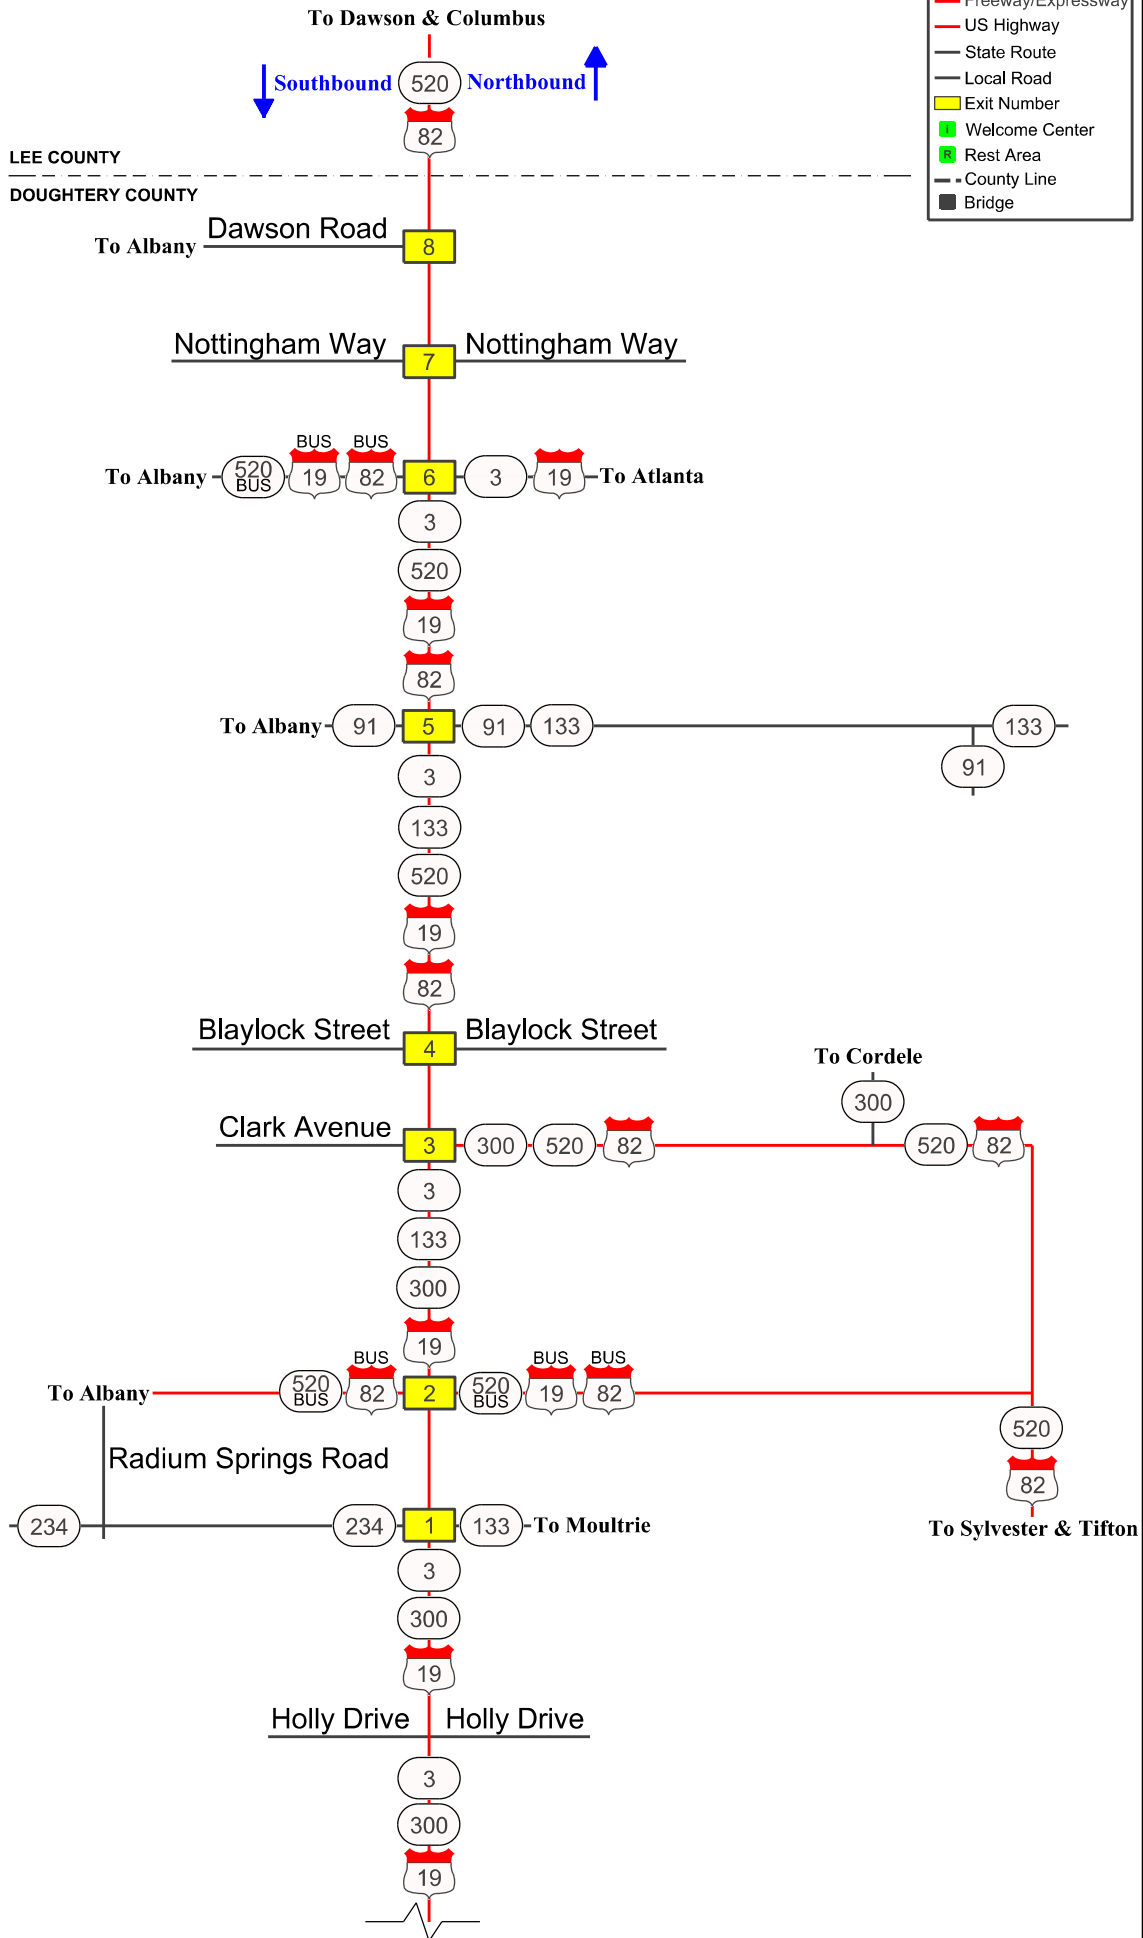 To Dawson & Columbus
Freeway/Expressway
US Highway
State Route
Local Road
Exit Number
i Welcome Center
R Rest Area
County Line
Bridge
Southbound 520 Northbound
82
LEE COUNTY
DOUGHTERY COUNTY
To Albany Dawson Road 8
Nottingham Way 7 Nottingham Way
BUS BUS
To Albany 520 BUS 19 82 6 3 19 To Atlanta
3
520
19
82
To Albany 91 5 91 133 133
91
3
133
520
19
82
Blaylock Street 4 Blaylock Street
To Cordele
300
Clark Avenue 3 300 520 82 520 82
3
133
300
19
BUS BUS BUS
To Albany 520 BUS 82 2 520 BUS 19 82
520
Radium Springs Road
82
234 234 1 133 To Moultrie
To Sylvester & Tifton
3
300
19
Holly Drive Holly Drive
3
300
19